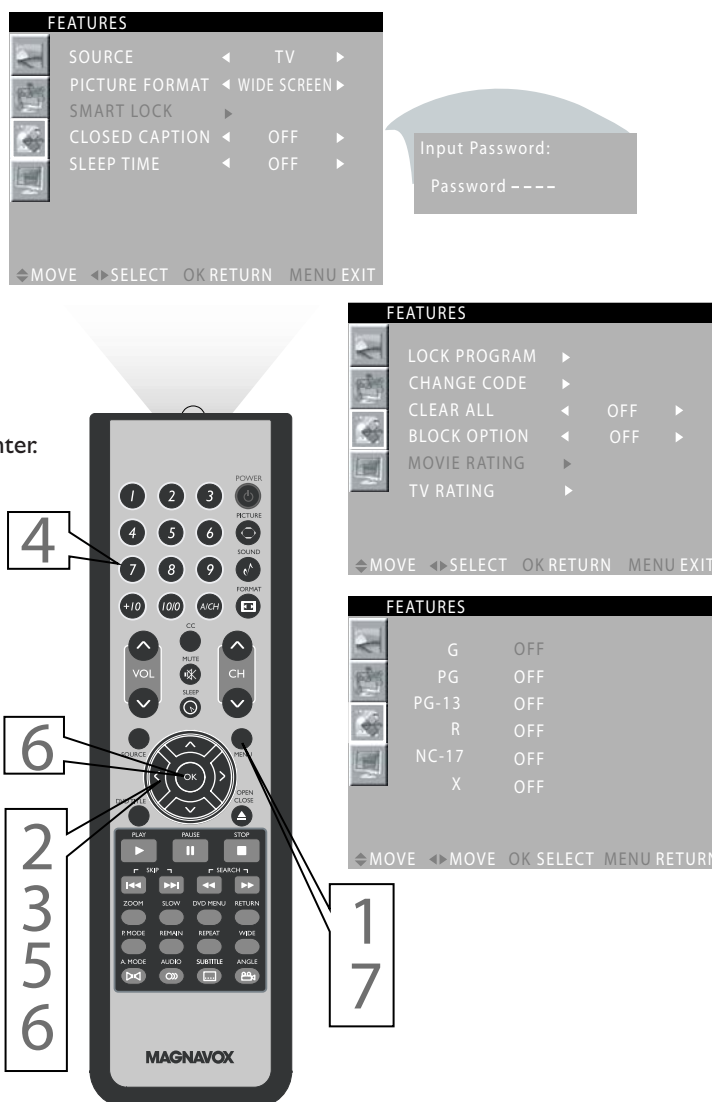 FEATURES
SOURCE ◄ TV ►
PICTURE FORMAT ◄ WIDE SCREEN ►
SMART LOCK ►
CLOSED CAPTION ◄ OFF ►
SLEEP TIME ◄ OFF ►
MOVE SELECT OK RETURN MENU EXIT
Input Password:
Password – – – –
FEATURES
LOCK PROGRAM ►
CHANGE CODE ►
CLEAR ALL ◄ OFF ►
BLOCK OPTION ◄ OFF ►
MOVIE RATING ►
TV RATING ►
MOVE SELECT OK RETURN MENU EXIT
FEATURES
G OFF
PG OFF
PG-13 OFF
R OFF
NC-17 OFF
X OFF
MOVE MOVE OK SELECT MENU RETURN
nter.
POWER
1 2 3
PICTURE
4 5 6
SOUND
7 8 9
FORMAT
+10 10/0 A/CH
CC
VOL MUTE CH
SLEEP
SOURCE MENU
OK
OPEN
CLOSE
PLAY PAUSE STOP
SKIP SEARCH
ZOOM SLOW DVD MENU RETURN
P. MODE REMAIN REPEAT WIDE
A. MODE AUDIO SUBTITLE ANGLE
MAGNAVOX
4
6
2
3
5
6
1
7